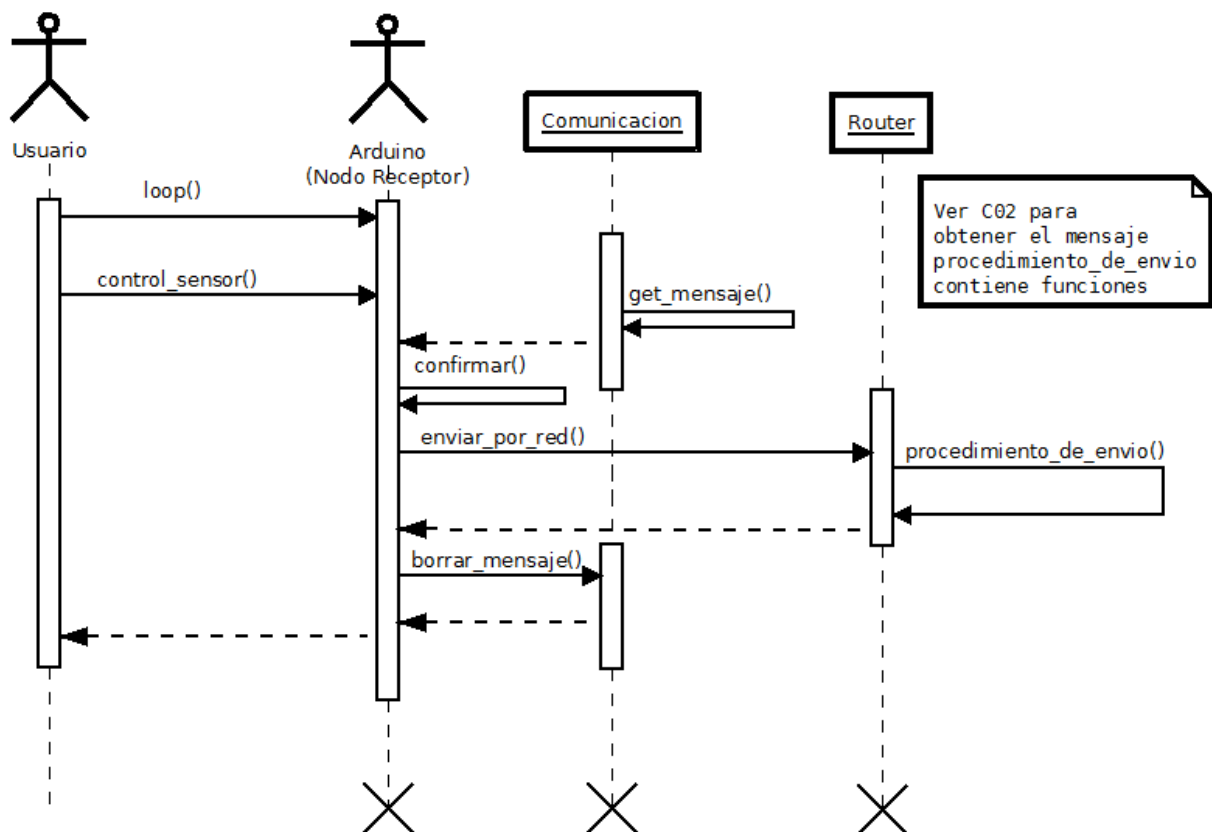 Usuario
Arduino
(Nodo Receptor)
Comunicacion
Router
Ver C02 para
obtener el mensaje
procedimiento_de_envio
contiene funciones
loop()
control_sensor()
get_mensaje()
confirmar()
enviar_por_red()
procedimiento_de_envio()
borrar_mensaje()